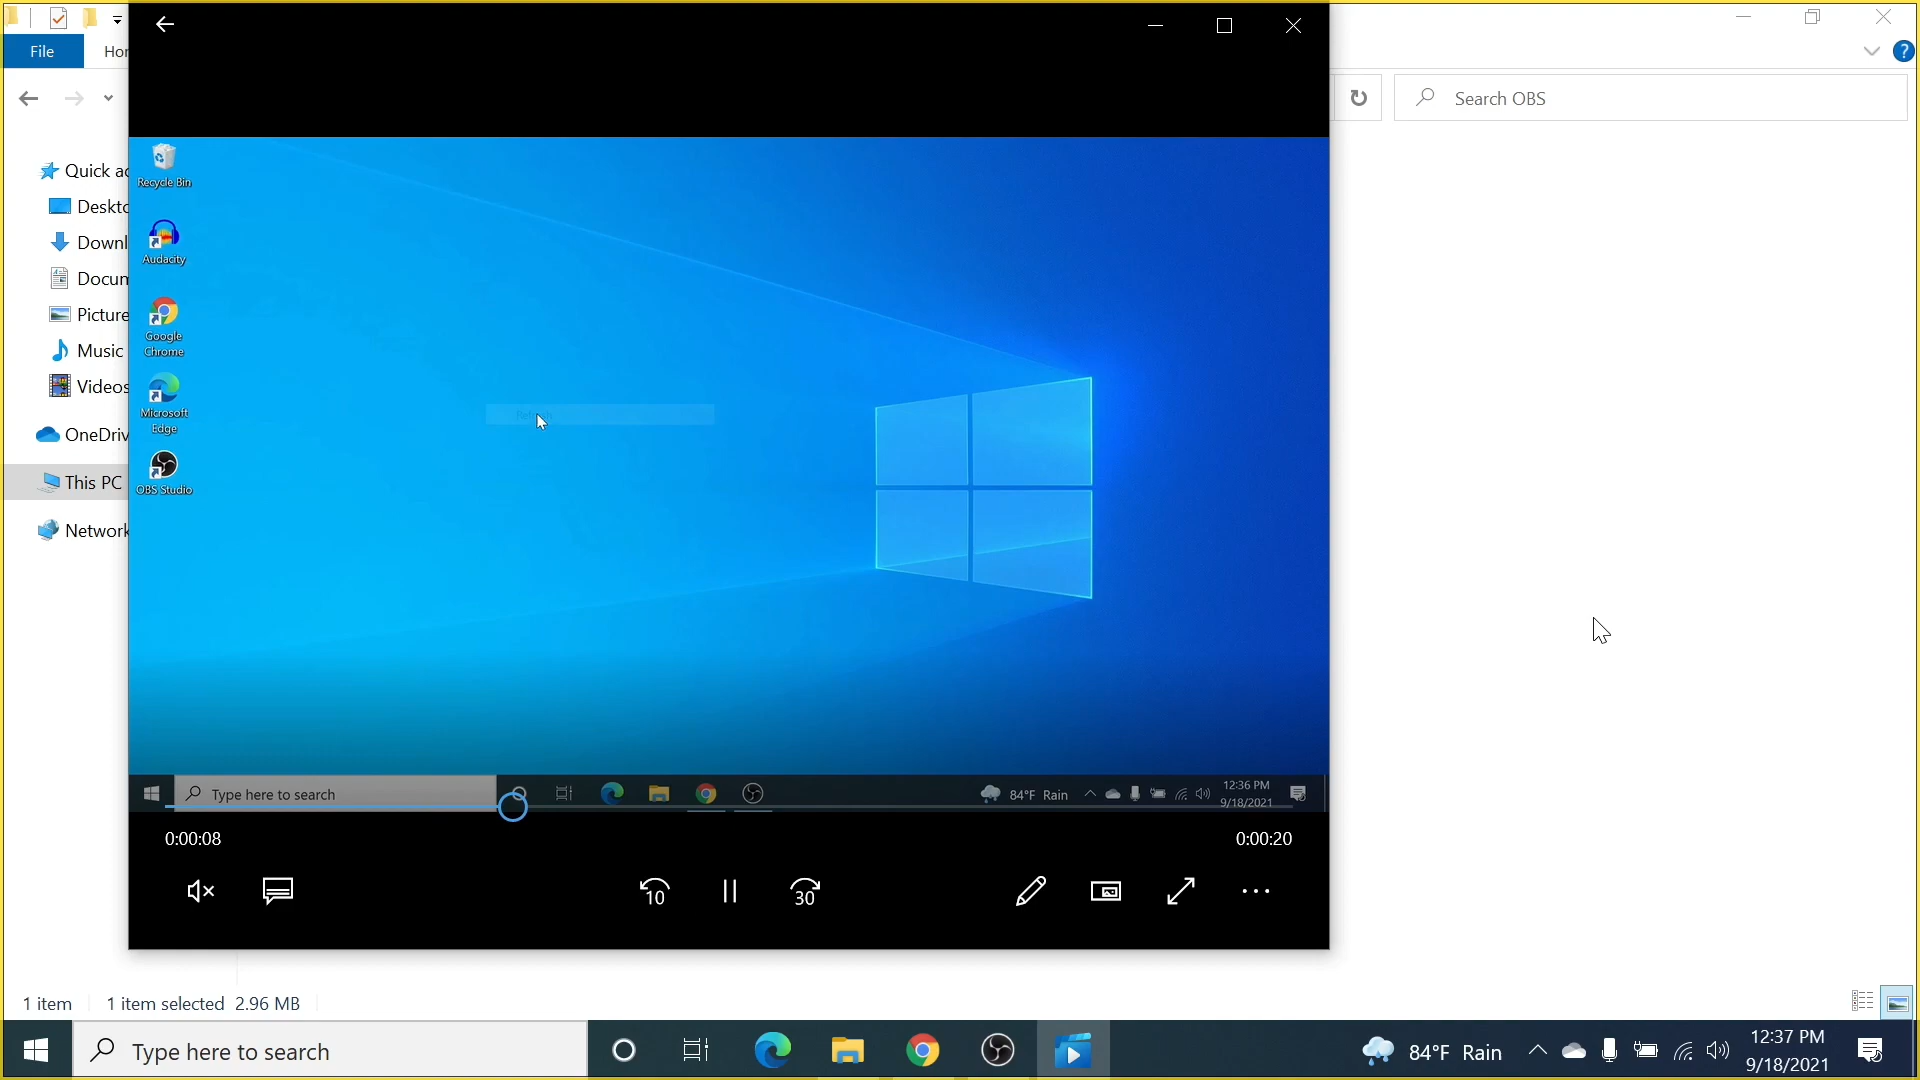 File
Hor
Search OBS
Quick ac
Deskto
Downl
Docum
Picture
Music
Videos
OneDriv
This PC
Network
Recycle Bin
Audacity
Google
Chrome
Microsoft
Edge
OBS Studio
Refresh
Type here to search
84°F Rain
12:36 PM
9/18/2021
0:00:08
0:00:20
10
30
1 item
1 item selected 2.96 MB
Type here to search
84°F Rain
12:37 PM
9/18/2021